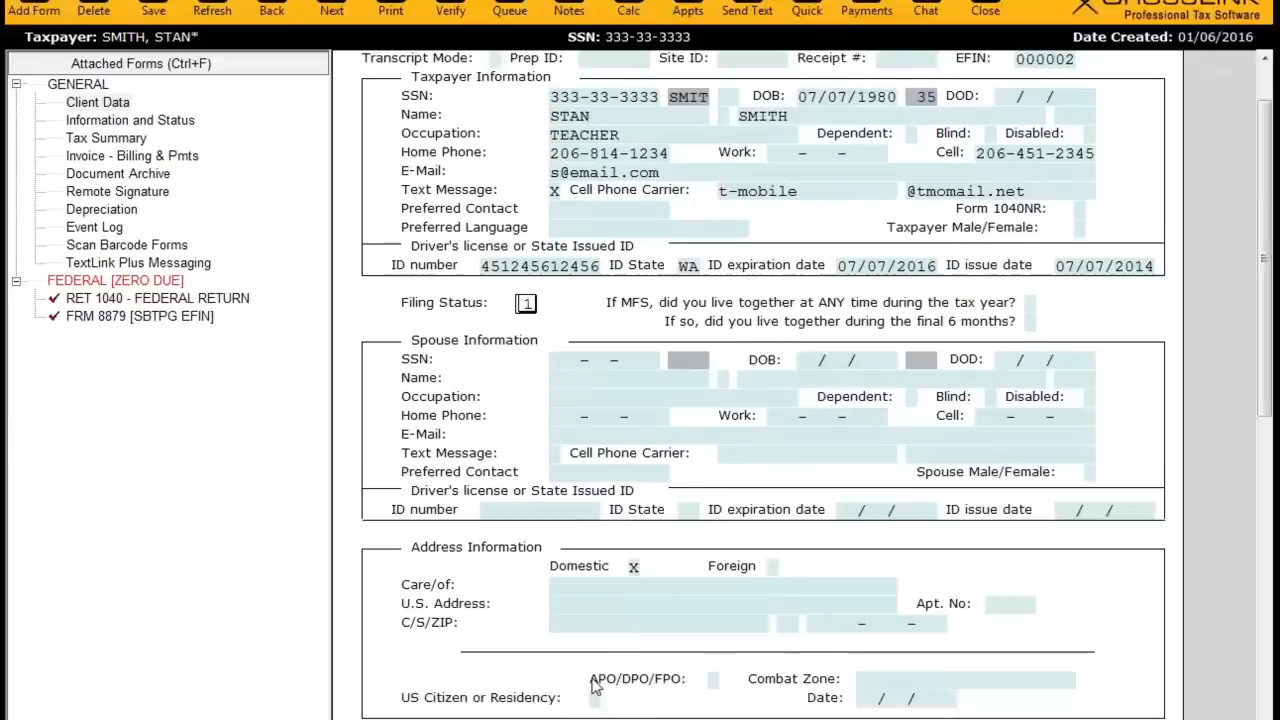 Add Form Delete Save Refresh Back Next Print Verify Queue Notes Calc Appts Send Text Quick Payments Chat Close
Professional Tax Software
Taxpayer: SMITH, STAN* SSN: 333-33-3333 Date Created: 01/06/2016
Attached Forms (Ctrl+F)
GENERAL
Client Data
Information and Status
Tax Summary
Invoice - Billing & Pmts
Document Archive
Remote Signature
Depreciation
Event Log
Scan Barcode Forms
TextLink Plus Messaging
FEDERAL [ZERO DUE]
RET 1040 - FEDERAL RETURN
FRM 8879 [SBTPG EFIN]
Transcript Mode: Prep ID: Site ID: Receipt #: EFIN: 000002
Taxpayer Information
SSN: 333-33-3333 SMIT DOB: 07/07/1980 35 DOD: / /
Name: STAN SMITH
Occupation: TEACHER Dependent: Blind: Disabled:
Home Phone: 206-814-1234 Work: - - Cell: 206-451-2345
E-Mail: s@email.com
Text Message: X Cell Phone Carrier: t-mobile @tmomail.net
Preferred Contact Form 1040NR:
Preferred Language Taxpayer Male/Female:
Driver's license or State Issued ID
ID number 451245612456 ID State WA ID expiration date 07/07/2016 ID issue date 07/07/2014
Filing Status: 1 If MFS, did you live together at ANY time during the tax year?
If so, did you live together during the final 6 months?
Spouse Information
SSN: - - DOB: / / DOD: / /
Name:
Occupation: Dependent: Blind: Disabled:
Home Phone: - - Work: - - Cell: - -
E-Mail:
Text Message: Cell Phone Carrier:
Preferred Contact Spouse Male/Female:
Driver's license or State Issued ID
ID number ID State ID expiration date / / ID issue date / /
Address Information
Domestic X Foreign
Care/of:
U.S. Address: Apt. No:
C/S/ZIP: - -
APO/DPO/FPO: Combat Zone:
US Citizen or Residency: Date: / /